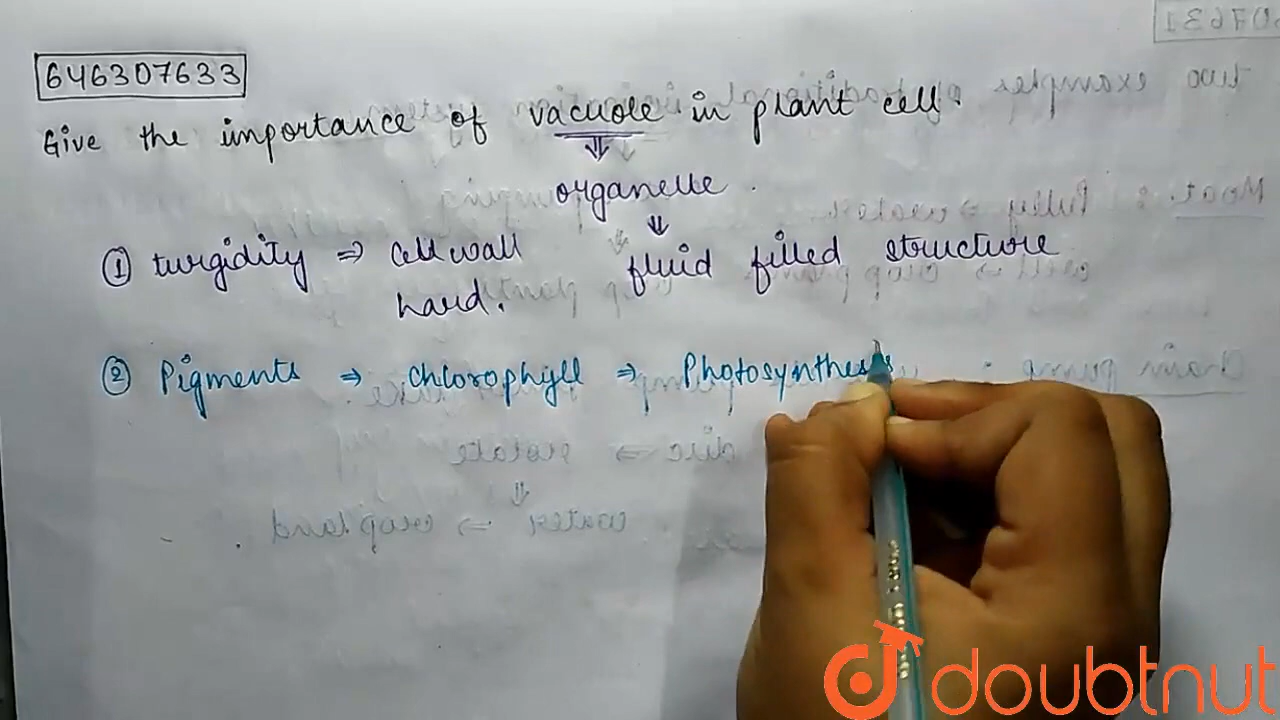 646307633
Give the importance of vacuole in plant cell.
⇓
organelle
⇓
① turgidity ⇒ cell wall fluid filled structure
hard.
② Pigments ⇒ Chlorophyll ⇒ Photosynthesis
doubtnut